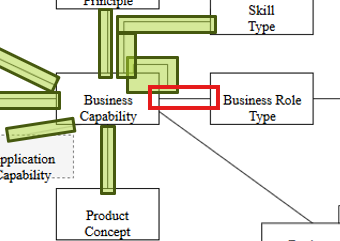 Principle
Skill
Type
Business
Capability
Business Role
Type
pplication
Capability
Product
Concept